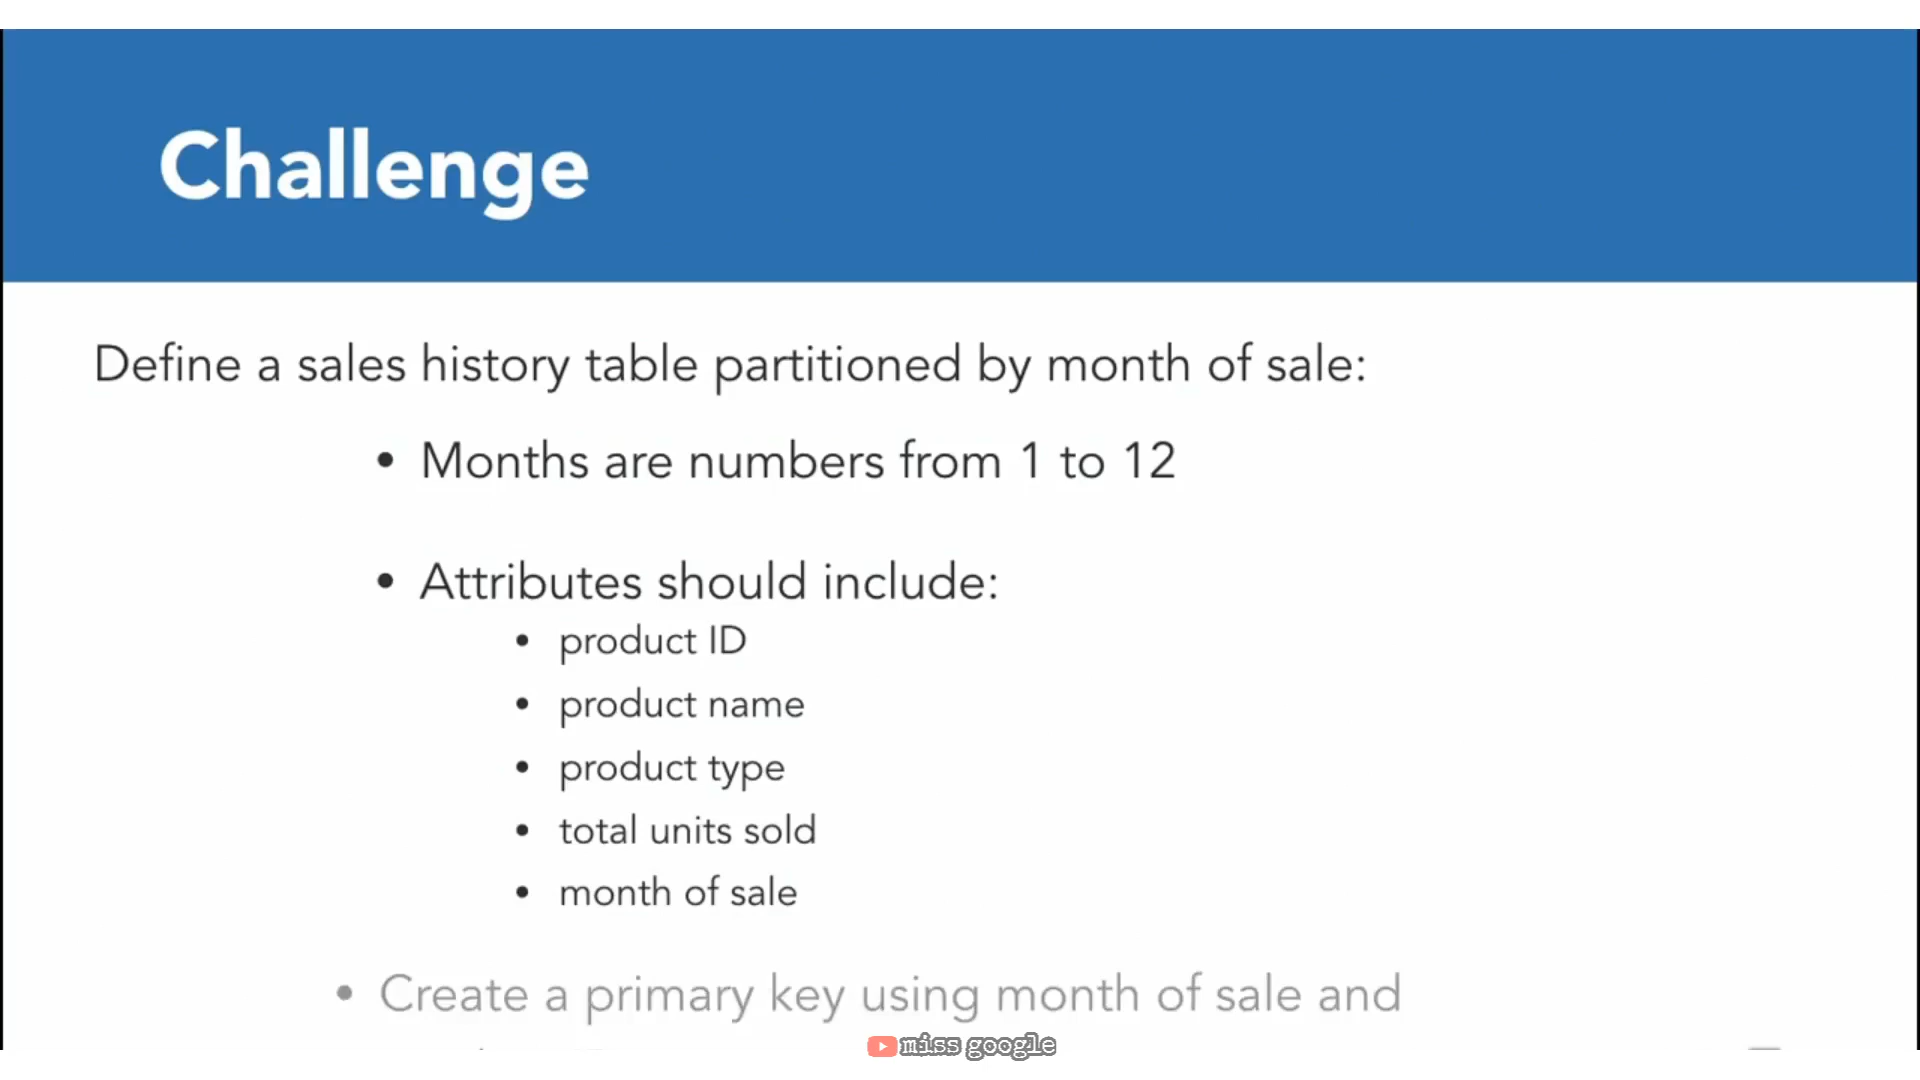 Challenge
Define a sales history table partitioned by month of sale:
• Months are numbers from 1 to 12
• Attributes should include:
• product ID
• product name
• product type
• total units sold
• month of sale
• Create a primary key using month of sale and
miss google